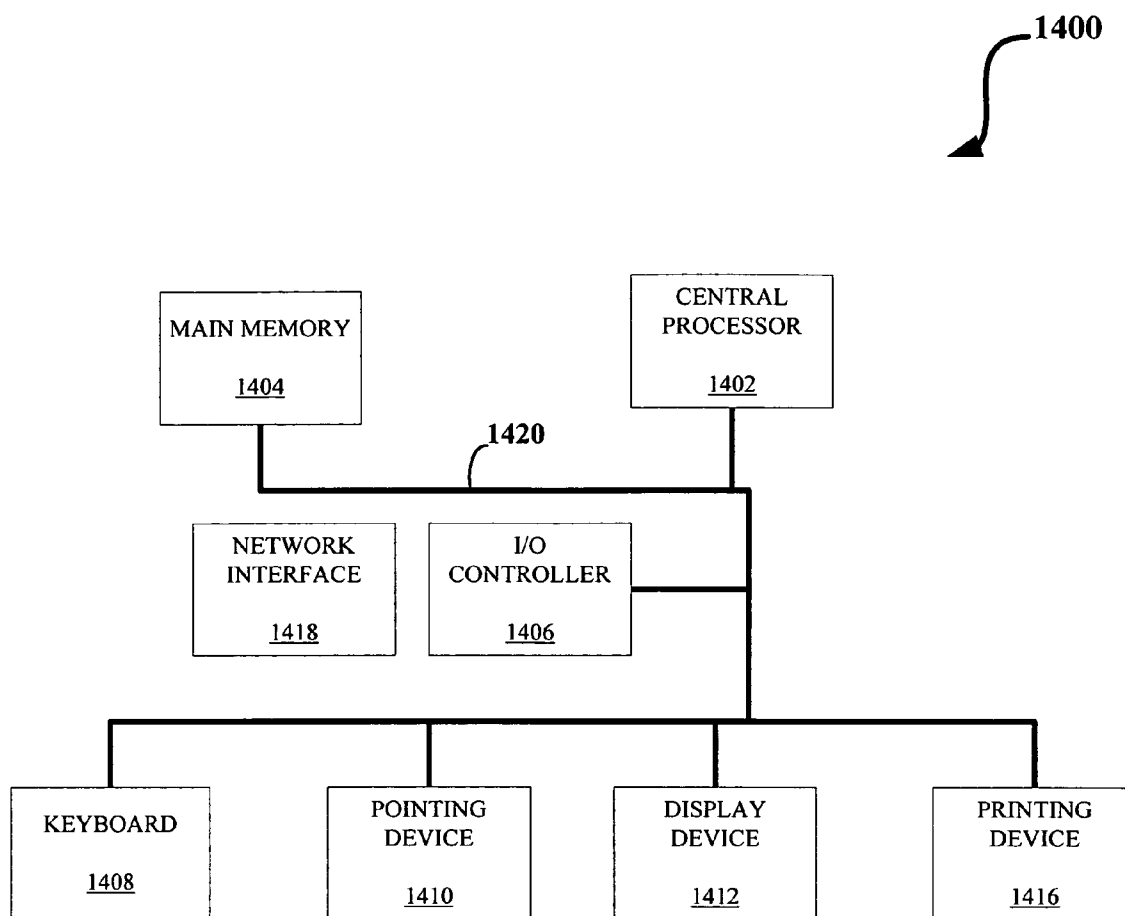 1400
CENTRAL
PROCESSOR
1402
MAIN MEMORY
1404
1420
NETWORK
INTERFACE
1418
I/O
CONTROLLER
1406
KEYBOARD
1408
POINTING
DEVICE
1410
DISPLAY
DEVICE
1412
PRINTING
DEVICE
1416